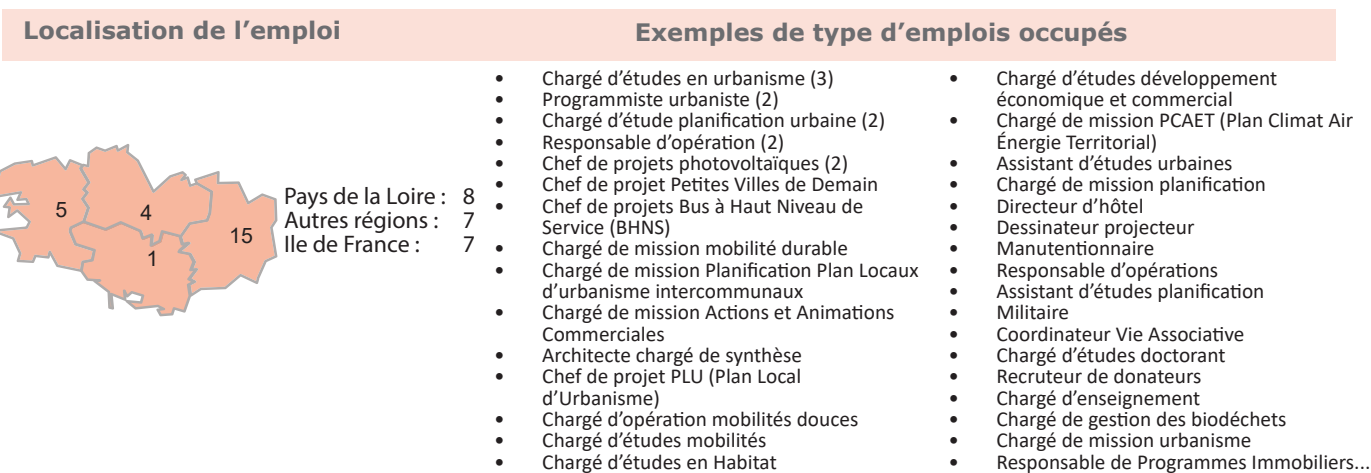 Localisation de l'emploi
Exemples de type d'emplois occupés
5
4
15
1
Pays de la Loire : 8
Autres régions : 7
Ile de France : 7
• Chargé d'études en urbanisme (3)
• Programmiste urbaniste (2)
• Chargé d'étude planification urbaine (2)
• Responsable d'opération (2)
• Chef de projets photovoltaïques (2)
• Chef de projet Petites Villes de Demain
• Chef de projets Bus à Haut Niveau de
Service (BHNS)
• Chargé de mission mobilité durable
• Chargé de mission Planification Plan Locaux
d'urbanisme intercommunaux
• Chargé de mission Actions et Animations
Commerciales
• Architecte chargé de synthèse
• Chef de projet PLU (Plan Local
d'Urbanisme)
• Chargé d'opération mobilités douces
• Chargé d'études mobilités
• Chargé d'études en Habitat
• Chargé d'études développement
économique et commercial
• Chargé de mission PCAET (Plan Climat Air
Énergie Territorial)
• Assistant d'études urbaines
• Chargé de mission planification
• Directeur d'hôtel
• Dessinateur projecteur
• Manutentionnaire
• Responsable d'opérations
• Assistant d'études planification
• Militaire
• Coordinateur Vie Associative
• Chargé d'études doctorant
• Recruteur de donateurs
• Chargé d'enseignement
• Chargé de gestion des biodéchets
• Chargé de mission urbanisme
• Responsable de Programmes Immobiliers...